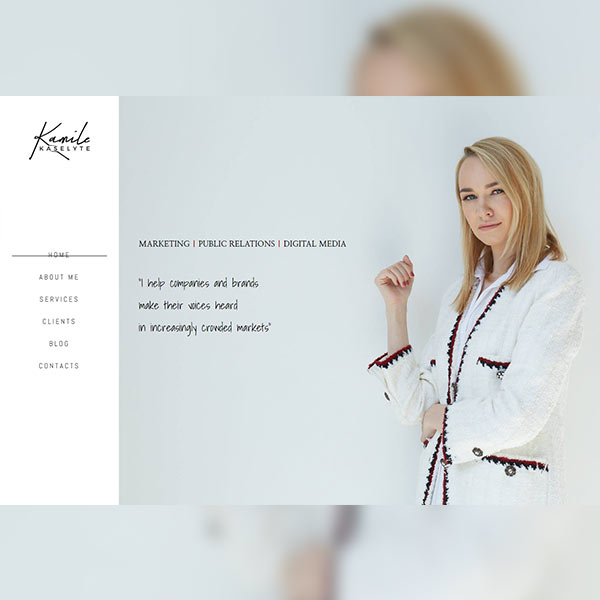 Kamile
KASELYTE
HOME
ABOUT ME
SERVICES
CLIENTS
BLOG
CONTACTS
MARKETING | PUBLIC RELATIONS | DIGITAL MEDIA
"I help companies and brands
make their voices heard
in increasingly crowded markets"